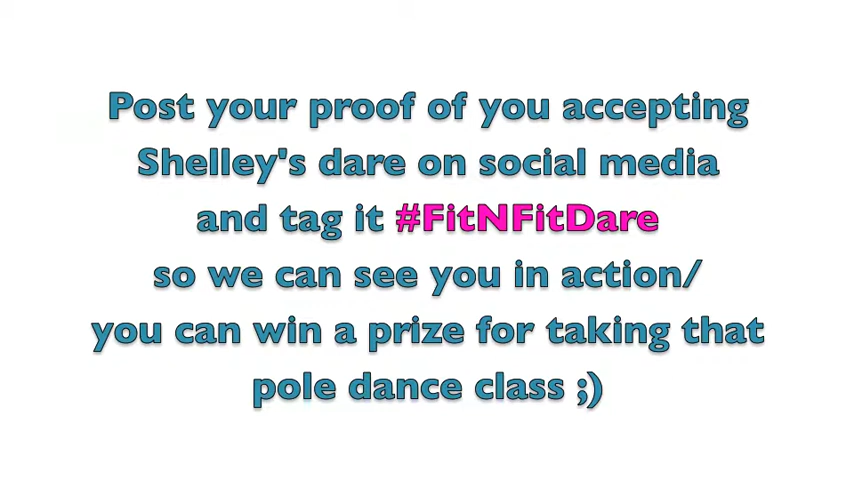 Post your proof of you accepting
Shelley's dare on social media
and tag it #FitNFitDare
so we can see you in action/
you can win a prize for taking that
pole dance class ;)